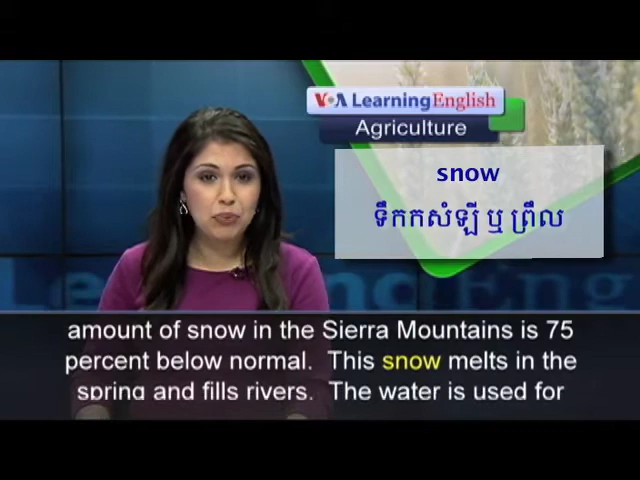 VOA Learning English
Agriculture
snow
ទឹកកកសំឡី ឬ ព្រឹល
amount of snow in the Sierra Mountains is 75
percent below normal. This snow melts in the
spring and fills rivers. The water is used for